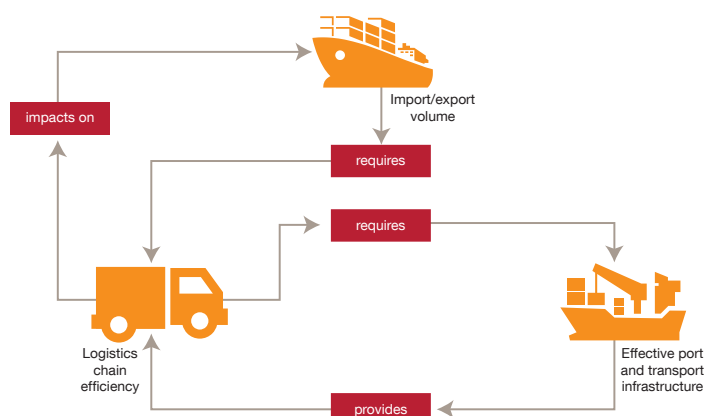 Import/export
volume
impacts on
requires
requires
Logistics
chain
efficiency
Effective port
and transport
infrastructure
provides